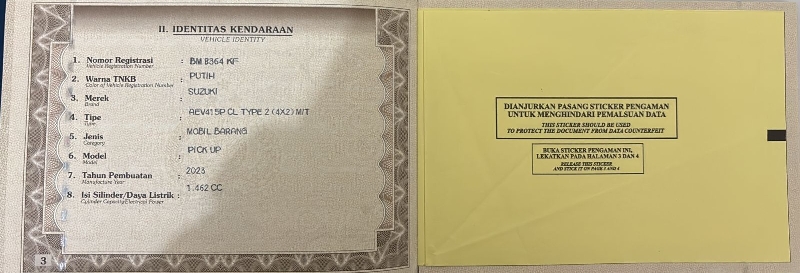 II. IDENTITAS KENDARAAN
VEHICLE IDENTITY
1. Nomor Registrasi : BM 8364 KF
Vehicle Registration Number
2. Warna TNKB : PUTIH
Color of Vehicle Registration Number
3. Merek : SUZUKI
Brand
4. Tipe : AEV415P CL TYPE 2 (4X2) M/T
Type
5. Jenis : MOBIL BARANG
Category
6. Model : PICK UP
Model
7. Tahun Pembuatan : 2023
Manufacture Year
8. Isi Silinder/Daya Listrik : 1.462 CC
Cylinder Capacity/Electrical Power
3
DIANJURKAN PASANG STICKER PENGAMAN
UNTUK MENGHINDARI PEMALSUAN DATA
THIS STICKER SHOULD BE USED
TO PROTECT THE DOCUMENT FROM DATA COUNTERFEIT
BUKA STICKER PENGAMAN INI,
LEKATKAN PADA HALAMAN 3 DAN 4
RELEASE THIS STICKER
AND STICK IT ON PAGE 3 AND 4